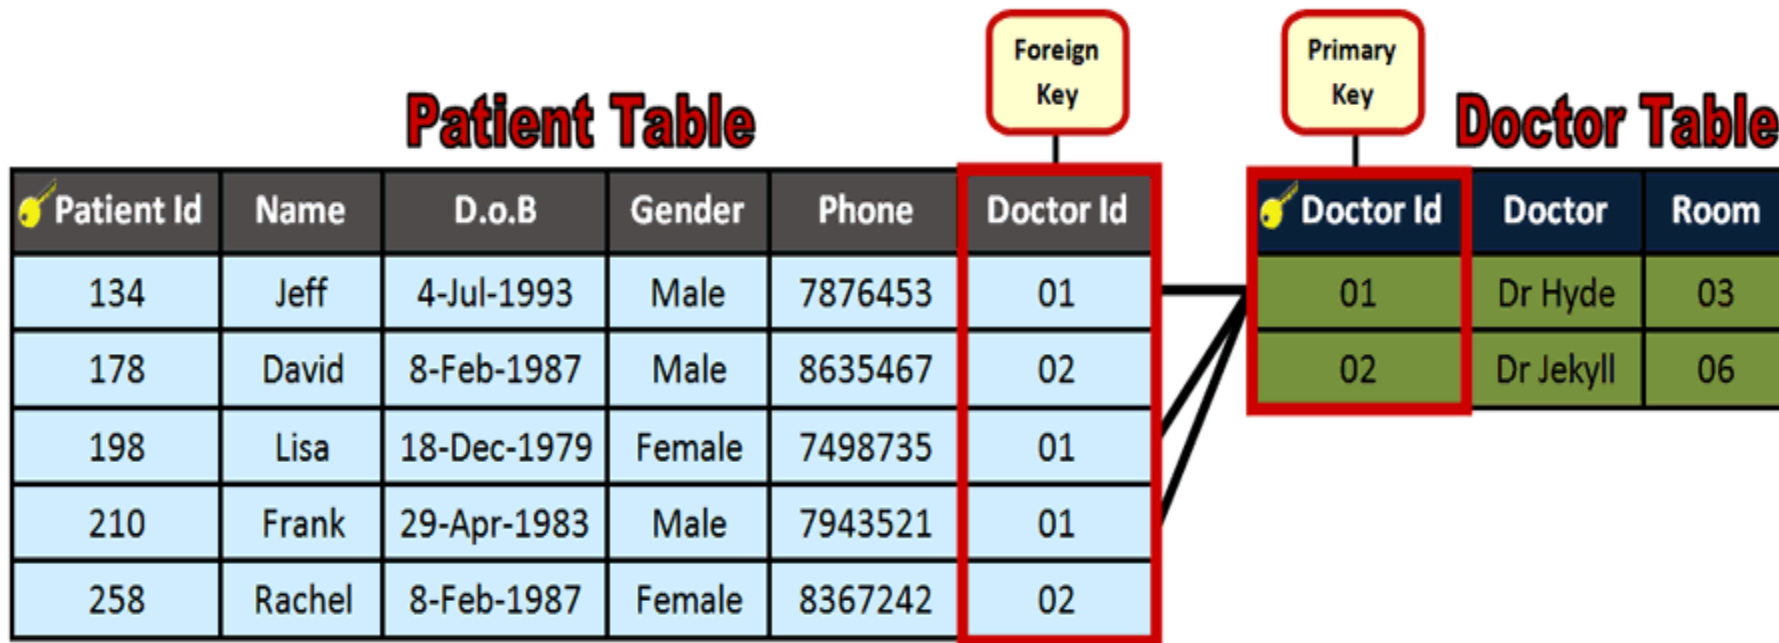 Foreign
Key
Primary
Key
Patient Table
Doctor Table
Patient Id Name D.o.B Gender Phone Doctor Id
134 Jeff 4-Jul-1993 Male 7876453 01
178 David 8-Feb-1987 Male 8635467 02
198 Lisa 18-Dec-1979 Female 7498735 01
210 Frank 29-Apr-1983 Male 7943521 01
258 Rachel 8-Feb-1987 Female 8367242 02
Doctor Id Doctor Room
01 Dr Hyde 03
02 Dr Jekyll 06